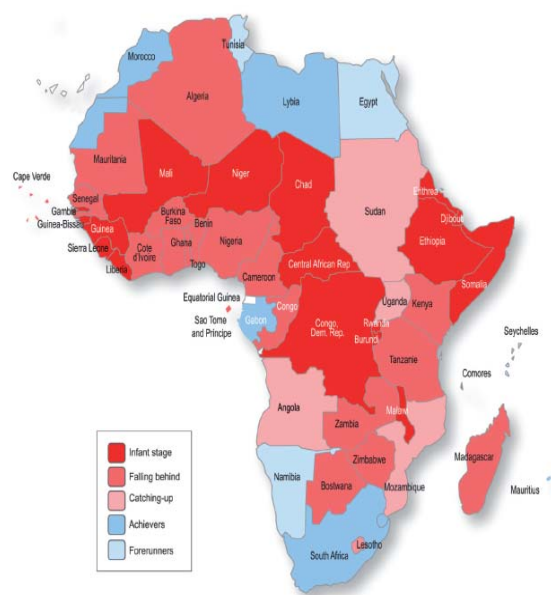 Tunisia
Morocco
Algeria
Lybia
Egypt
Mauritania
Mali
Niger
Chad
Sudan
Erithrea
Cape Verde
Senegal
Gambia
Guinea-Bissau
Guinea
Sierra Leone
Liberia
Burkina
Faso
Benin
Cote
d'Ivoire
Ghana
Togo
Nigeria
Djibouti
Ethiopia
Central African Rep
Cameroon
Somalia
Equatorial Guinea
Sao Tome
and Principe
Gabon
Congo
Congo,
Dem. Rep.
Uganda
Kenya
Rwanda
Burundi
Tanzanie
Seychelles
Comores
Angola
Zambia
Malawi
Madagascar
Mauritius
Zimbabwe
Mozambique
Namibia
Bostwana
South Africa
Lesotho
Infant stage
Falling behind
Catching-up
Achievers
Forerunners